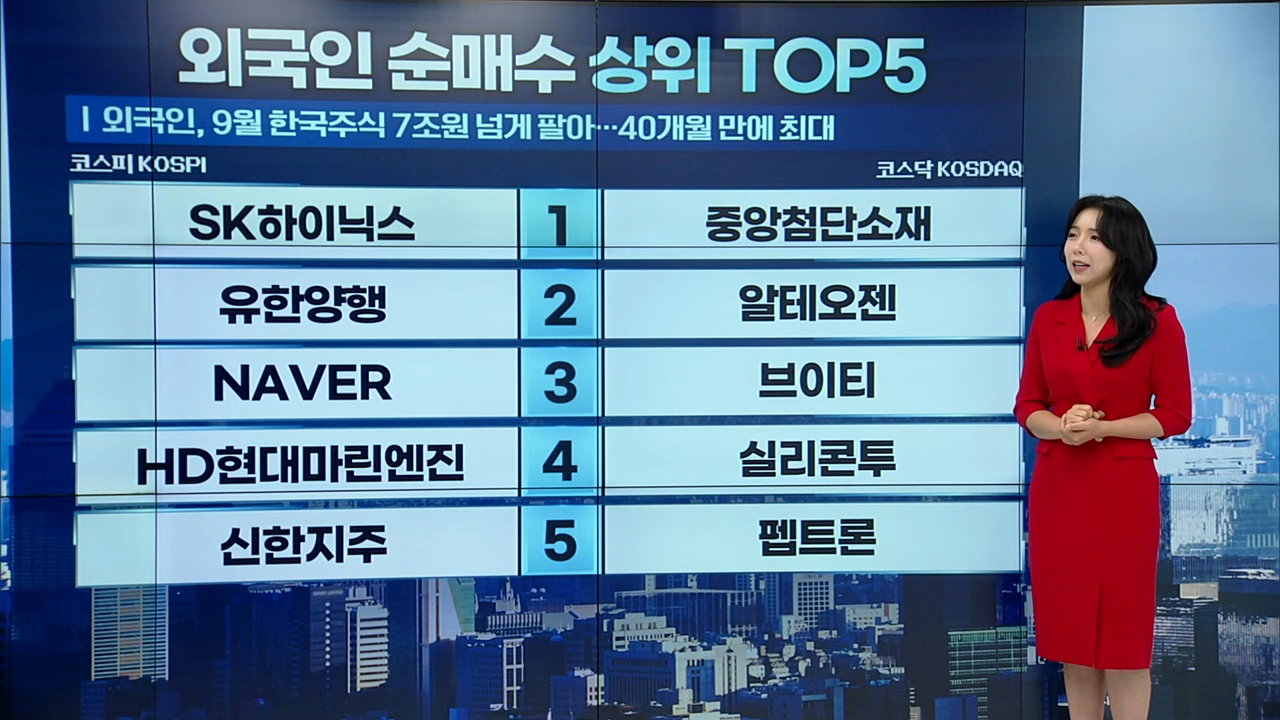 외국인 순매수 상위 TOP5
ㅣ외국인, 9월 한국주식 7조원 넘게 팔아…40개월 만에 최대
코스피 KOSPI 코스닥 KOSDAQ
SK하이닉스 1 중앙첨단소재
유한양행 2 알테오젠
NAVER 3 브이티
HD현대마린엔진 4 실리콘투
신한지주 5 펩트론